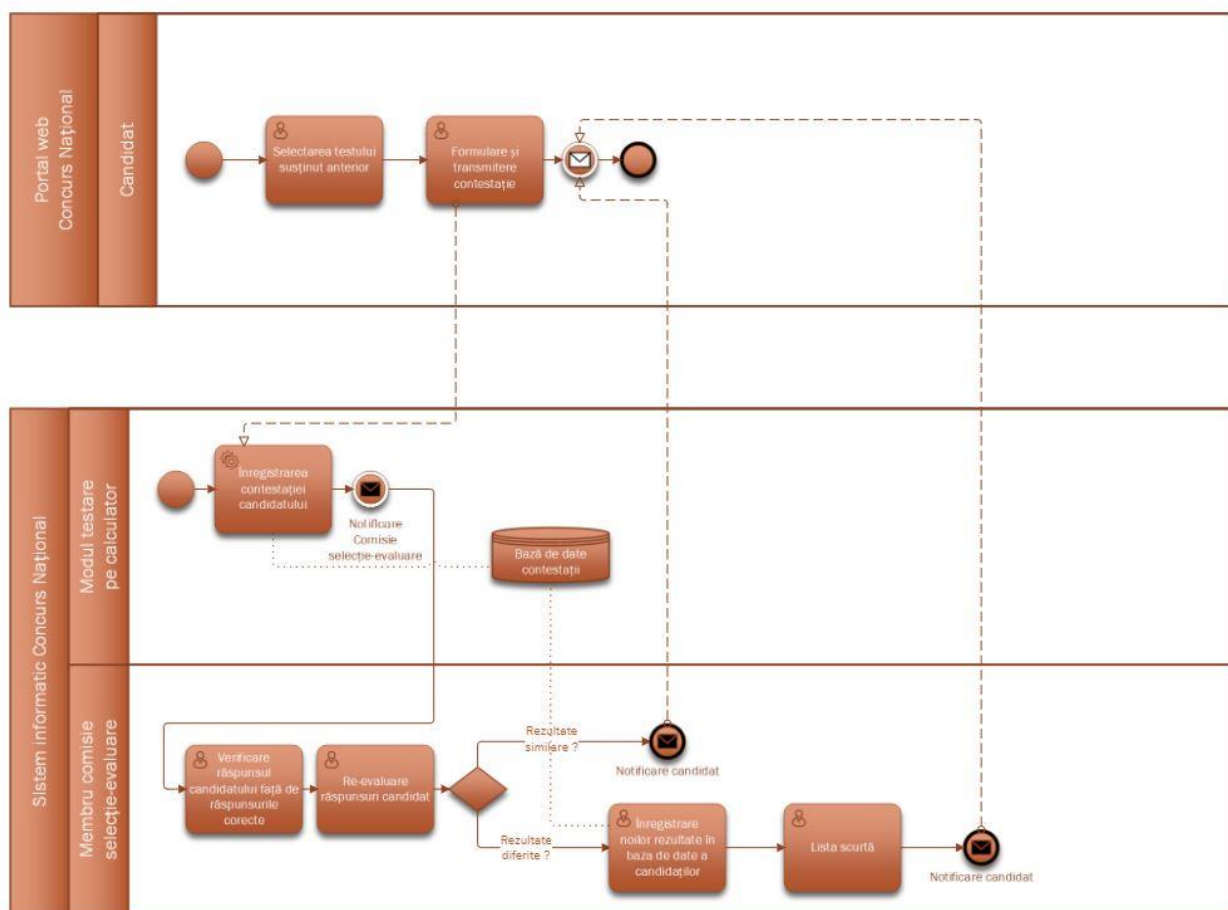 Portal web
Concurs Național
Candidat
Selectarea testului
susținut anterior
Formulare și
transmitere
contestație
Sistem informatic Concurs Național
Modul testare
pe calculator
Înregistrarea
contestației
candidatului
Notificare
Comisie
selecție-evaluare
Bază de date
contestații
Membru comisie
selecție-evaluare
Verificare
răspunsul
candidatului față de
răspunsurile
corecte
Re-evaluare
răspunsuri candidat
Rezultate
similare ?
Notificare candidat
Rezultate
diferite ?
Înregistrare
noilor rezultate în
baza de date a
candidaților
Lista scurtă
Notificare candidat